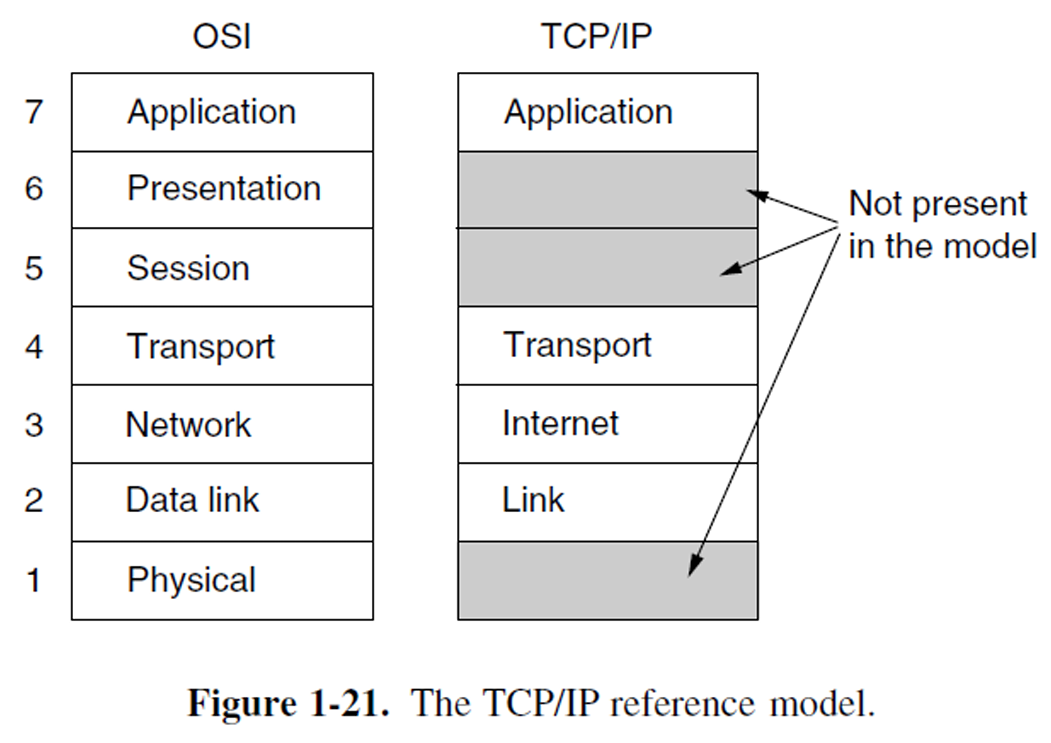 OSI TCP/IP
7 Application Application
6 Presentation
Not present
in the model
5 Session
4 Transport Transport
3 Network Internet
2 Data link Link
1 Physical
Figure 1-21. The TCP/IP reference model.